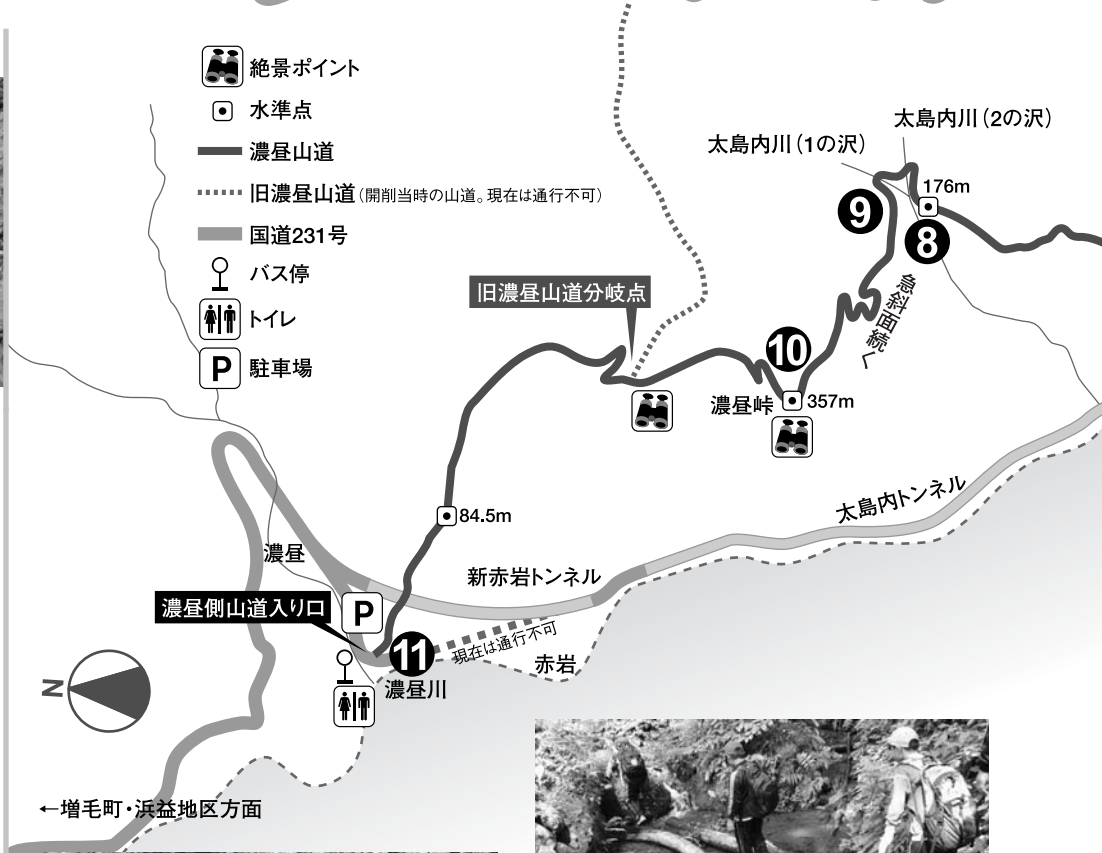 絶景ポイント
水準点
濃昼山道
旧濃昼山道(開削当時の山道。現在は通行不可)
国道231号
バス停
トイレ
P 駐車場
太島内川(2の沢)
太島内川(1の沢)
176m
9
8
急斜面続く
旧濃昼山道分岐点
10
濃昼峠
357m
84.5m
太島内トンネル
新赤岩トンネル
濃昼
濃昼側山道入り口
P
11
現在は通行不可
赤岩
濃昼川
N
←増毛町・浜益地区方面